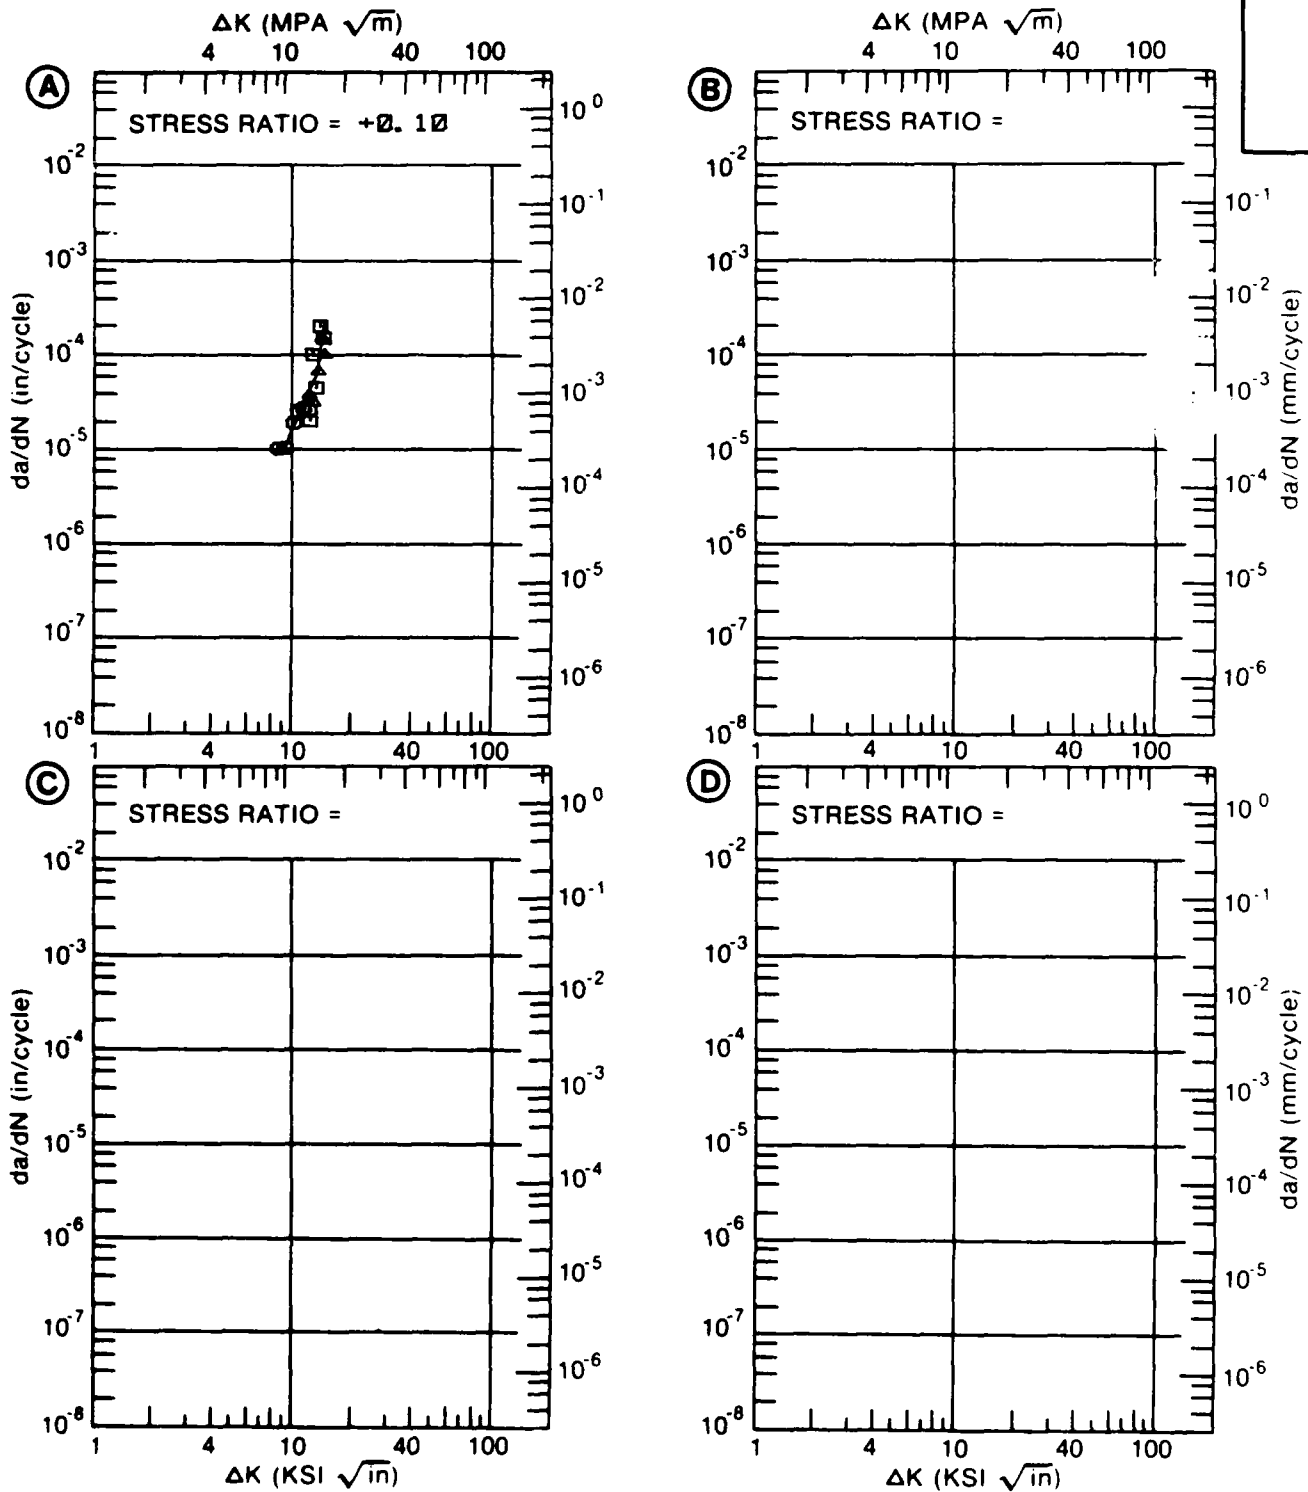 ΔK (MPA √m) ΔK (MPA √m)
4 10 40 100 4 10 40 100
A B
STRESS RATIO = +0.10 STRESS RATIO =
10^0
10^-2 10^-2
10^-1 10^-1
10^-3 10^-3
10^-2 10^-2
da/dN (in/cycle) da/dN (mm/cycle)
10^-4 10^-4
10^-3 10^-3
10^-5 10^-5
10^-4 10^-4
10^-6 10^-6
10^-5 10^-5
10^-7 10^-7
10^-6 10^-6
10^-8 10^-8
1 4 10 40 100 1 4 10 40 100
C D
STRESS RATIO = STRESS RATIO =
10^0 10^0
10^-2 10^-2
10^-1 10^-1
10^-3 10^-3
10^-2 10^-2
da/dN (in/cycle) da/dN (mm/cycle)
10^-4 10^-4
10^-3 10^-3
10^-5 10^-5
10^-4 10^-4
10^-6 10^-6
10^-5 10^-5
10^-7 10^-7
10^-6 10^-6
10^-8 10^-8
1 4 10 40 100 1 4 10 40 100
ΔK (KSI √in) ΔK (KSI √in)